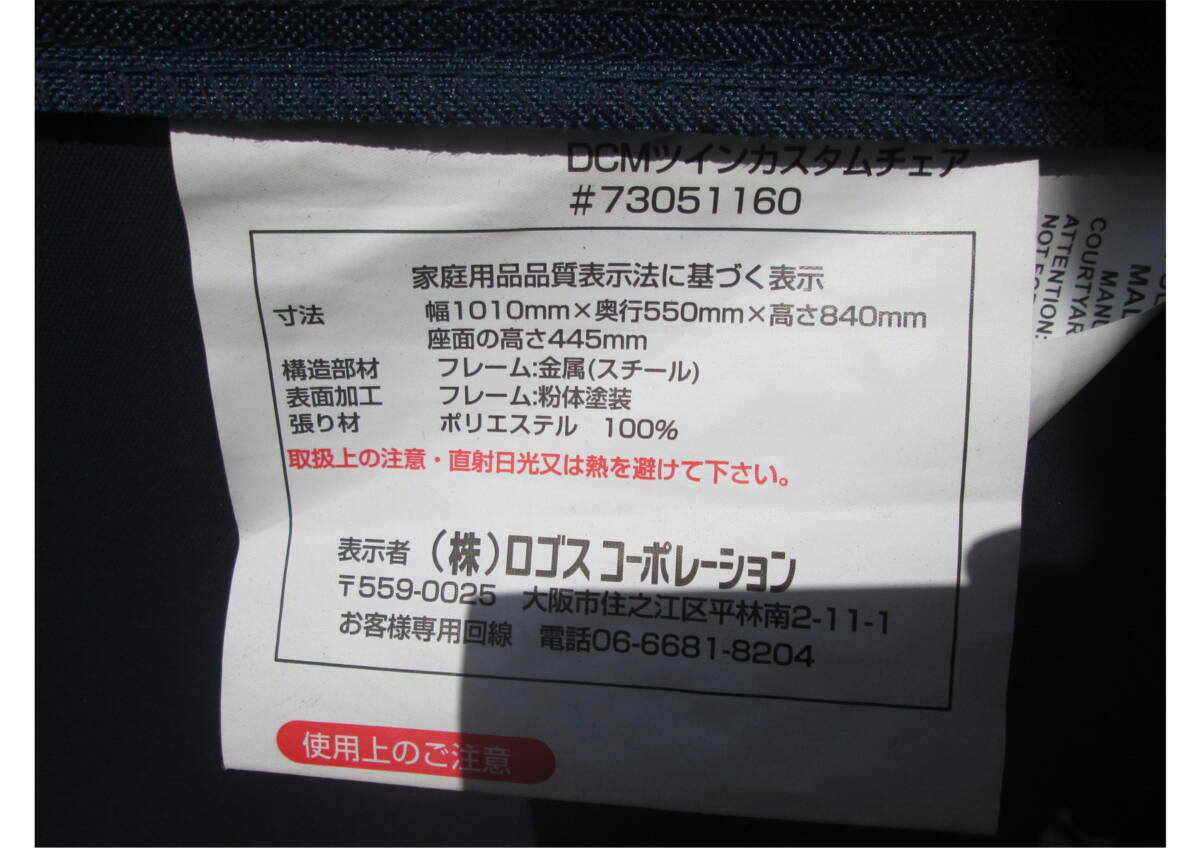 DCMツインカスタムチェア
#73051160
家庭用品品質表示法に基づく表示
寸法 幅1010mm×奥行550mm×高さ840mm
座面の高さ445mm
構造部材 フレーム:金属(スチール)
表面加工 フレーム:粉体塗装
張り材 ポリエステル 100%
取扱上の注意・直射日光又は熱を避けて下さい。
表示者 (株)ロゴス コーポレーション
〒559-0025 大阪市住之江区平林南2-11-1
お客様専用回線 電話06-6681-8204
使用上のご注意
COURTYAR
ATTENTION: